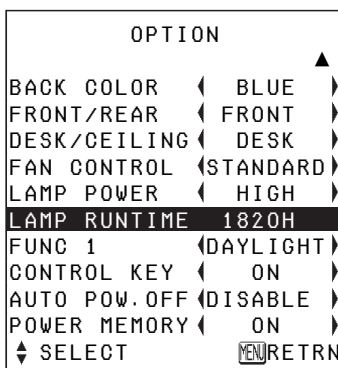 OPTION
▲
BACK COLOR ◀ BLUE ▶
FRONT/REAR ◀ FRONT ▶
DESK/CEILING ◀ DESK ▶
FAN CONTROL ◀ STANDARD ▶
LAMP POWER ◀ HIGH ▶
LAMP RUNTIME 1820H
FUNC 1 ◀ DAYLIGHT ▶
CONTROL KEY ◀ ON ▶
AUTO POW.OFF ◀ DISABLE ▶
POWER MEMORY ◀ ON ▶
♦ SELECT MENU RETRN